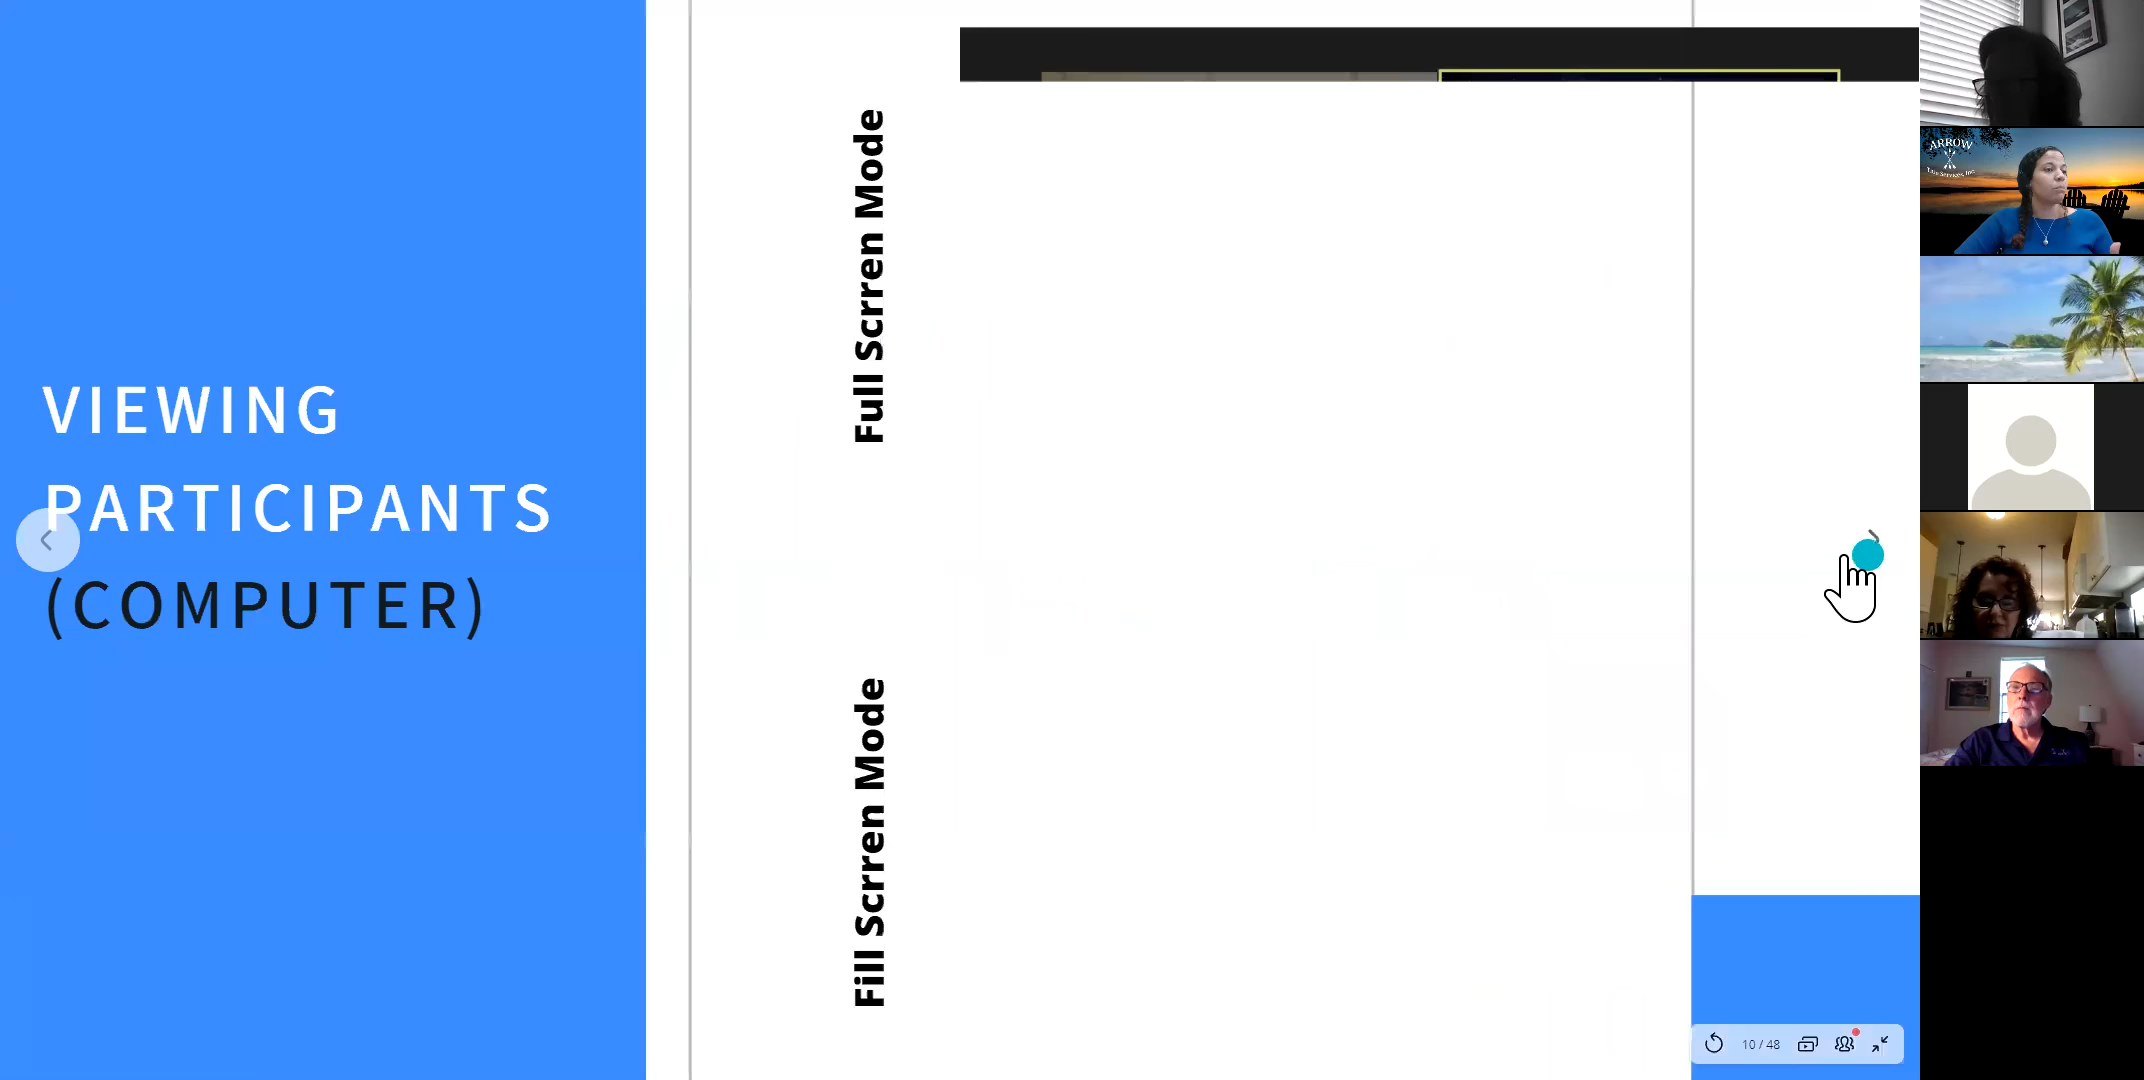 VIEWING
PARTICIPANTS
(COMPUTER)
Full Scrren Mode
Fill Scrren Mode
10 / 48
ARROW